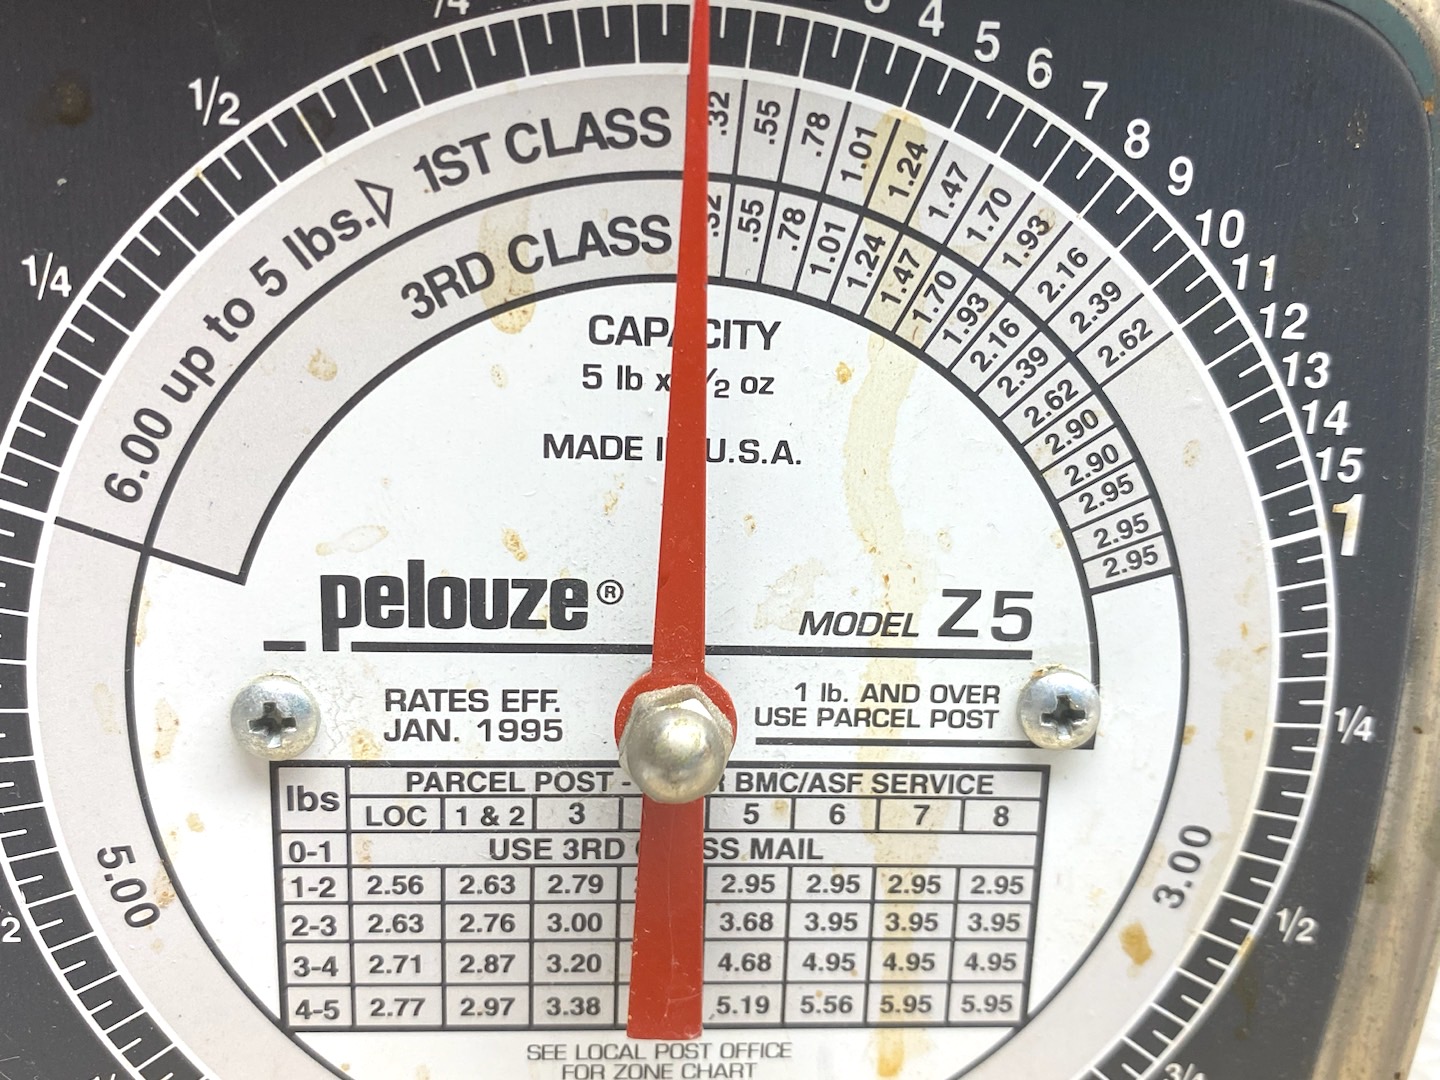 1/4
1/2
1/4
3 4 5 6 7 8 9 10 11 12 13 14 15 1
1/4
1/2
3/4
2
6.00 up to 5 lbs. 1ST CLASS .32 .55 .78 1.01 1.24 1.47 1.70 1.93 2.16 2.39 2.62
3RD CLASS .32 .55 .78 1.01 1.24 1.47 1.70 1.93 2.16 2.39 2.62 2.90 2.90 2.95 2.95 2.95
5.00
3.00
CAPACITY
5 lb x 1/2 oz
MADE IN U.S.A.
pelouze®
MODEL Z5
RATES EFF.
JAN. 1995
1 lb. AND OVER
USE PARCEL POST
lbs PARCEL POST - BMC/ASF SERVICE
LOC 1 & 2 3 5 6 7 8
0-1 USE 3RD CLASS MAIL
1-2 2.56 2.63 2.79 2.95 2.95 2.95 2.95
2-3 2.63 2.76 3.00 3.68 3.95 3.95 3.95
3-4 2.71 2.87 3.20 4.68 4.95 4.95 4.95
4-5 2.77 2.97 3.38 5.19 5.56 5.95 5.95
SEE LOCAL POST OFFICE
FOR ZONE CHART